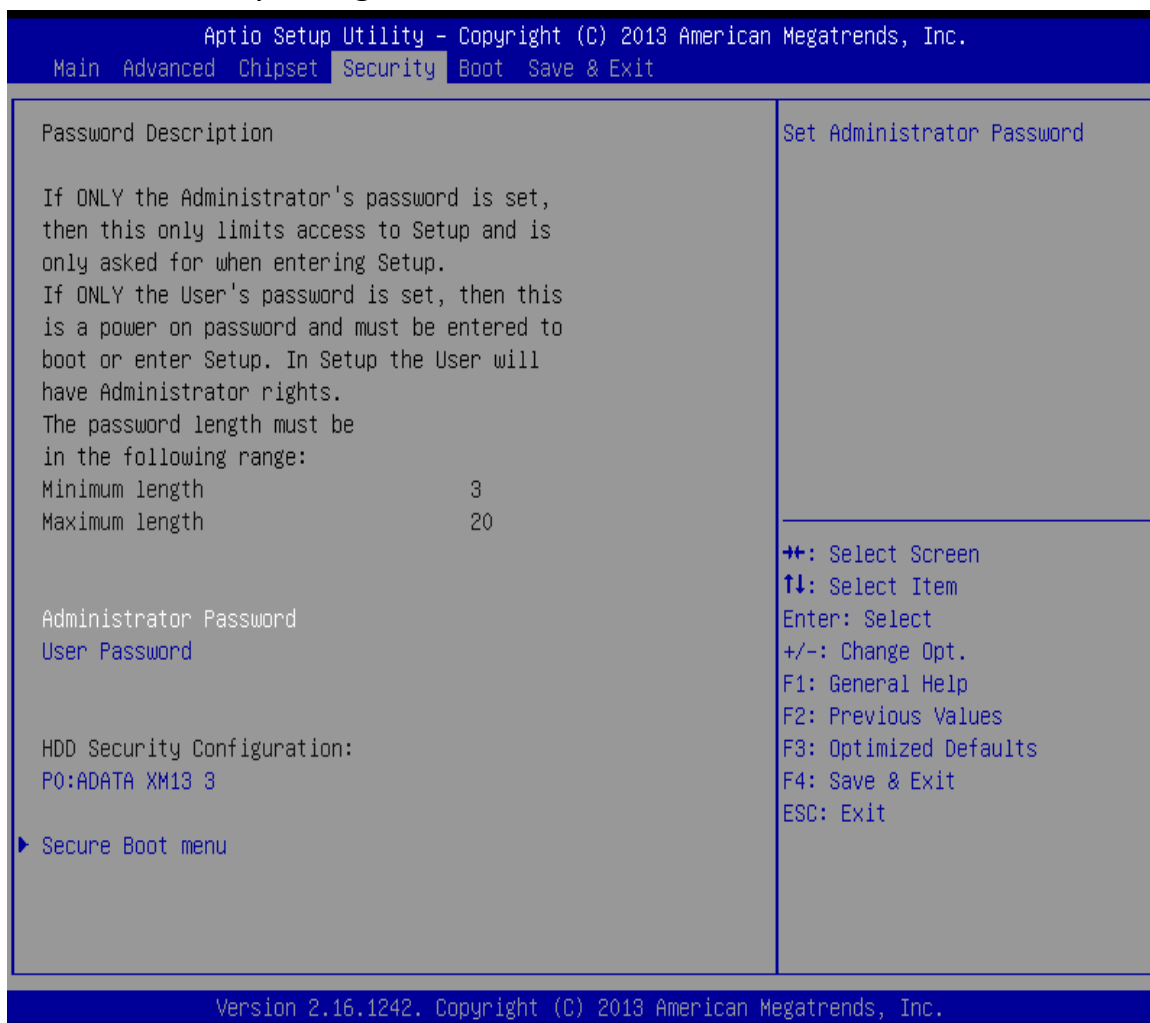 Aptio Setup Utility – Copyright (C) 2013 American Megatrends, Inc.
Main Advanced Chipset Security Boot Save & Exit
Password Description
If ONLY the Administrator's password is set,
then this only limits access to Setup and is
only asked for when entering Setup.
If ONLY the User's password is set, then this
is a power on password and must be entered to
boot or enter Setup. In Setup the User will
have Administrator rights.
The password length must be
in the following range:
Minimum length 3
Maximum length 20
Administrator Password
User Password
HDD Security Configuration:
P0:ADATA XM13 3
Secure Boot menu
Set Administrator Password
→←: Select Screen
↑↓: Select Item
Enter: Select
+/-: Change Opt.
F1: General Help
F2: Previous Values
F3: Optimized Defaults
F4: Save & Exit
ESC: Exit
Version 2.16.1242. Copyright (C) 2013 American Megatrends, Inc.